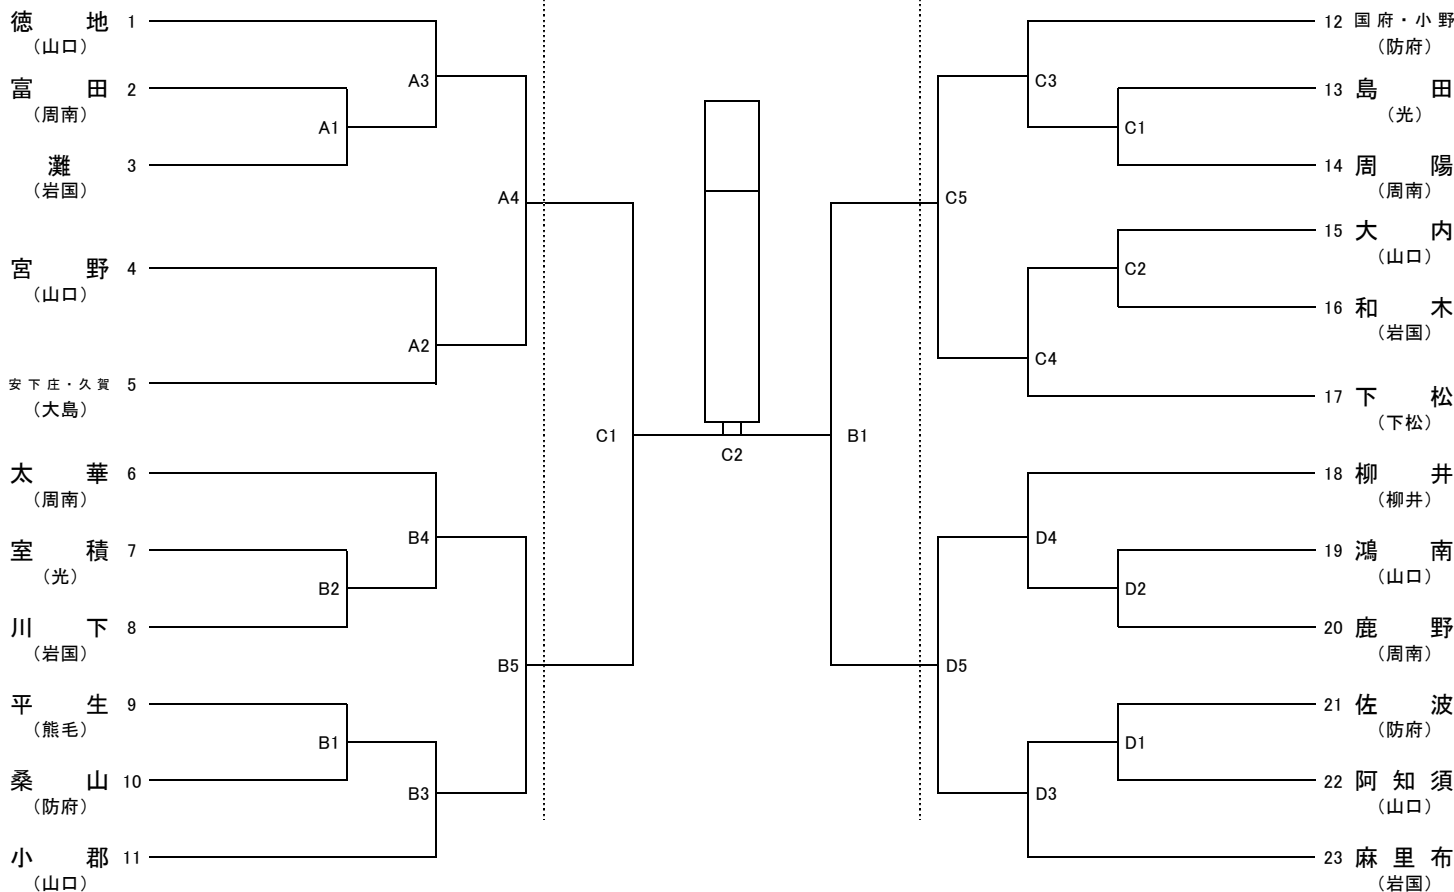 徳地 1
（山口）
富田 2
（周南）
灘 3
（岩国）
宮野 4
（山口）
安下庄・久賀 5
（大島）
太華 6
（周南）
室積 7
（光）
川下 8
（岩国）
平生 9
（熊毛）
桑山 10
（防府）
小郡 11
（山口）
A3
A1
A4
A2
B4
B2
B5
B1
B3
C1
C2
B1
C3
C1
C5
C2
C4
D4
D2
D5
D1
D3
12 国府・小野
（防府）
13 島田
（光）
14 周陽
（周南）
15 大内
（山口）
16 和木
（岩国）
17 下松
（下松）
18 柳井
（柳井）
19 鴻南
（山口）
20 鹿野
（周南）
21 佐波
（防府）
22 阿知須
（山口）
23 麻里布
（岩国）